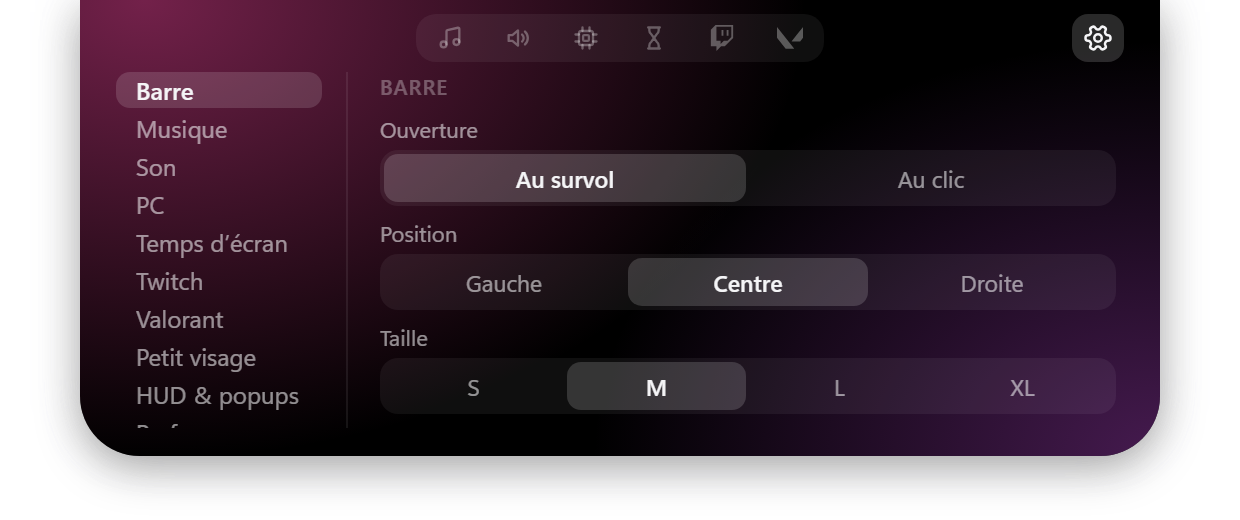 Barre
Musique
Son
PC
Temps d’écran
Twitch
Valorant
Petit visage
HUD & popups
BARRE
Ouverture
Au survol Au clic
Position
Gauche Centre Droite
Taille
S M L XL